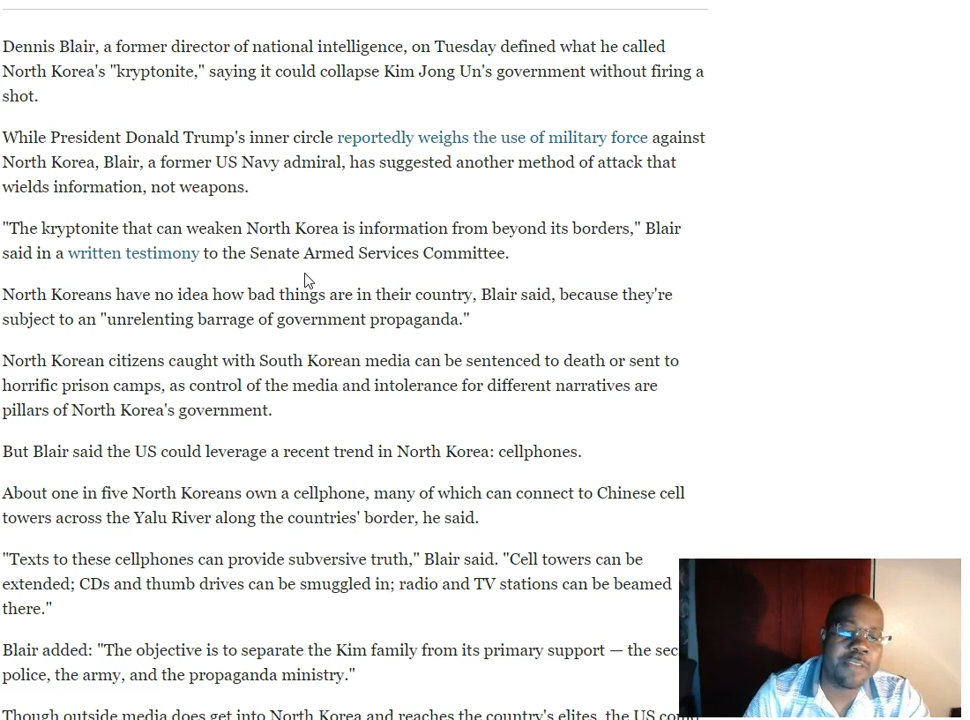 Dennis Blair, a former director of national intelligence, on Tuesday defined what he called
North Korea's "kryptonite," saying it could collapse Kim Jong Un's government without firing a
shot.
While President Donald Trump's inner circle reportedly weighs the use of military force against
North Korea, Blair, a former US Navy admiral, has suggested another method of attack that
wields information, not weapons.
"The kryptonite that can weaken North Korea is information from beyond its borders," Blair
said in a written testimony to the Senate Armed Services Committee.
North Koreans have no idea how bad things are in their country, Blair said, because they're
subject to an "unrelenting barrage of government propaganda."
North Korean citizens caught with South Korean media can be sentenced to death or sent to
horrific prison camps, as control of the media and intolerance for different narratives are
pillars of North Korea's government.
But Blair said the US could leverage a recent trend in North Korea: cellphones.
About one in five North Koreans own a cellphone, many of which can connect to Chinese cell
towers across the Yalu River along the countries' border, he said.
"Texts to these cellphones can provide subversive truth," Blair said. "Cell towers can be
extended; CDs and thumb drives can be smuggled in; radio and TV stations can be beamed
there."
Blair added: "The objective is to separate the Kim family from its primary support — the sec
police, the army, and the propaganda ministry."
Though outside media does get into North Korea and reaches the country's elites, the US